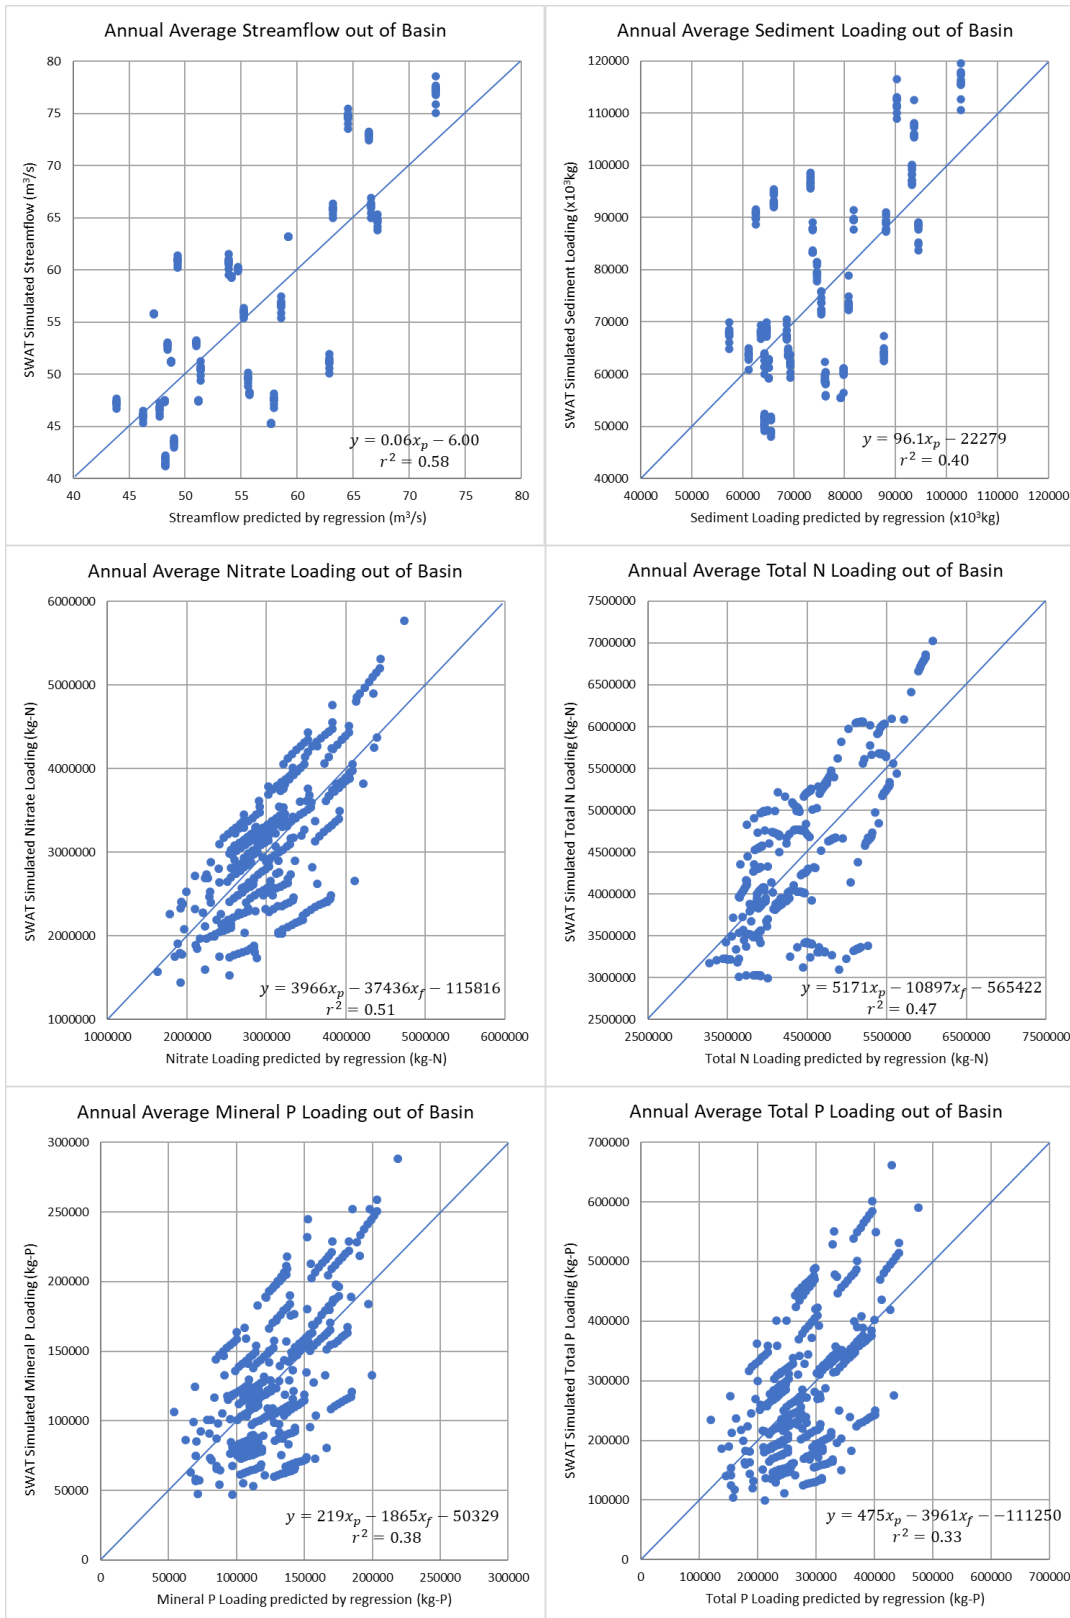 Annual Average Streamflow out of Basin
80
75
70
65
60
55
50
45
40
SWAT Simulated Streamflow (m³/s)
y = 0.06xₚ − 6.00
r² = 0.58
40 45 50 55 60 65 70 75 80
Streamflow predicted by regression (m³/s)
Annual Average Sediment Loading out of Basin
120000
110000
100000
90000
80000
70000
60000
50000
40000
SWAT Simulated Sediment Loading (x10³kg)
y = 96.1xₚ − 22279
r² = 0.40
40000 50000 60000 70000 80000 90000 100000 110000 120000
Sediment Loading predicted by regression (x10³kg)
Annual Average Nitrate Loading out of Basin
6000000
5000000
4000000
3000000
2000000
1000000
SWAT Simulated Nitrate Loading (kg-N)
y = 3966xₚ − 37436x_f − 115816
r² = 0.51
1000000 2000000 3000000 4000000 5000000 6000000
Nitrate Loading predicted by regression (kg-N)
Annual Average Total N Loading out of Basin
7500000
7000000
6500000
6000000
5500000
5000000
4500000
4000000
3500000
3000000
2500000
SWAT Simulated Total N Loading (kg-N)
y = 5171xₚ − 10897x_f − 565422
r² = 0.47
2500000 3500000 4500000 5500000 6500000 7500000
Total N Loading predicted by regression (kg-N)
Annual Average Mineral P Loading out of Basin
300000
250000
200000
150000
100000
50000
0
SWAT Simulated Mineral P Loading (kg-P)
y = 219xₚ − 1865x_f − 50329
r² = 0.38
0 50000 100000 150000 200000 250000 300000
Mineral P Loading predicted by regression (kg-P)
Annual Average Total P Loading out of Basin
700000
600000
500000
400000
300000
200000
100000
0
SWAT Simulated Total P Loading (kg-P)
y = 475xₚ − 3961x_f − −111250
r² = 0.33
0 100000 200000 300000 400000 500000 600000 700000
Total P Loading predicted by regression (kg-P)